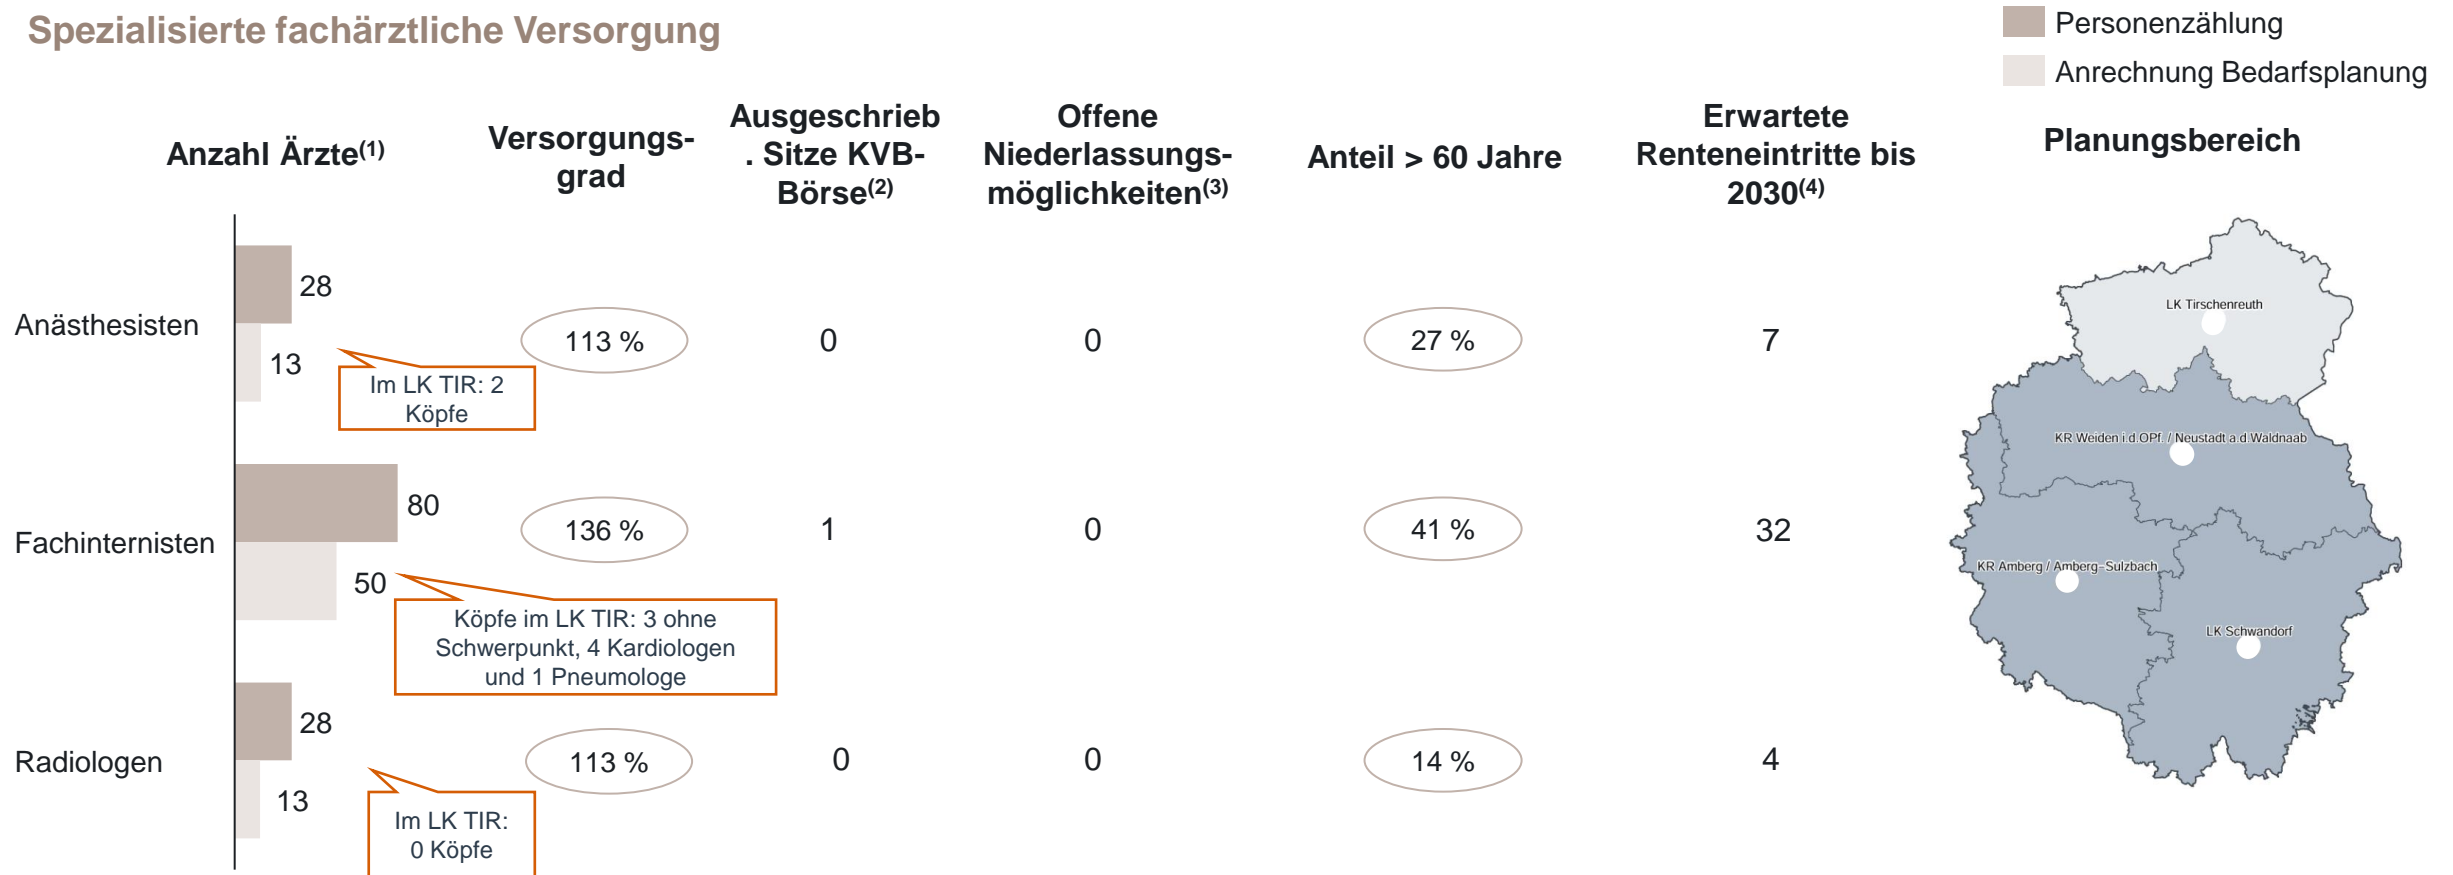 Spezialisierte fachärztliche Versorgung
Personenzählung
Anrechnung Bedarfsplanung
Anzahl Ärzte(1)
Versorgungs-
grad
Ausgeschrieb
. Sitze KVB-
Börse(2)
Offene
Niederlassungs-
möglichkeiten(3)
Anteil > 60 Jahre
Erwartete
Renteneintritte bis
2030(4)
Planungsbereich
Anästhesisten
28
13
Im LK TIR: 2
Köpfe
113 %
0
0
27 %
7
Fachinternisten
80
50
Köpfe im LK TIR: 3 ohne
Schwerpunkt, 4 Kardiologen
und 1 Pneumologe
136 %
1
0
41 %
32
Radiologen
28
13
Im LK TIR:
0 Köpfe
113 %
0
0
14 %
4
LK Tirschenreuth
KR Weiden i.d.OPf. / Neustadt a.d.Waldnaab
KR Amberg / Amberg-Sulzbach
LK Schwandorf